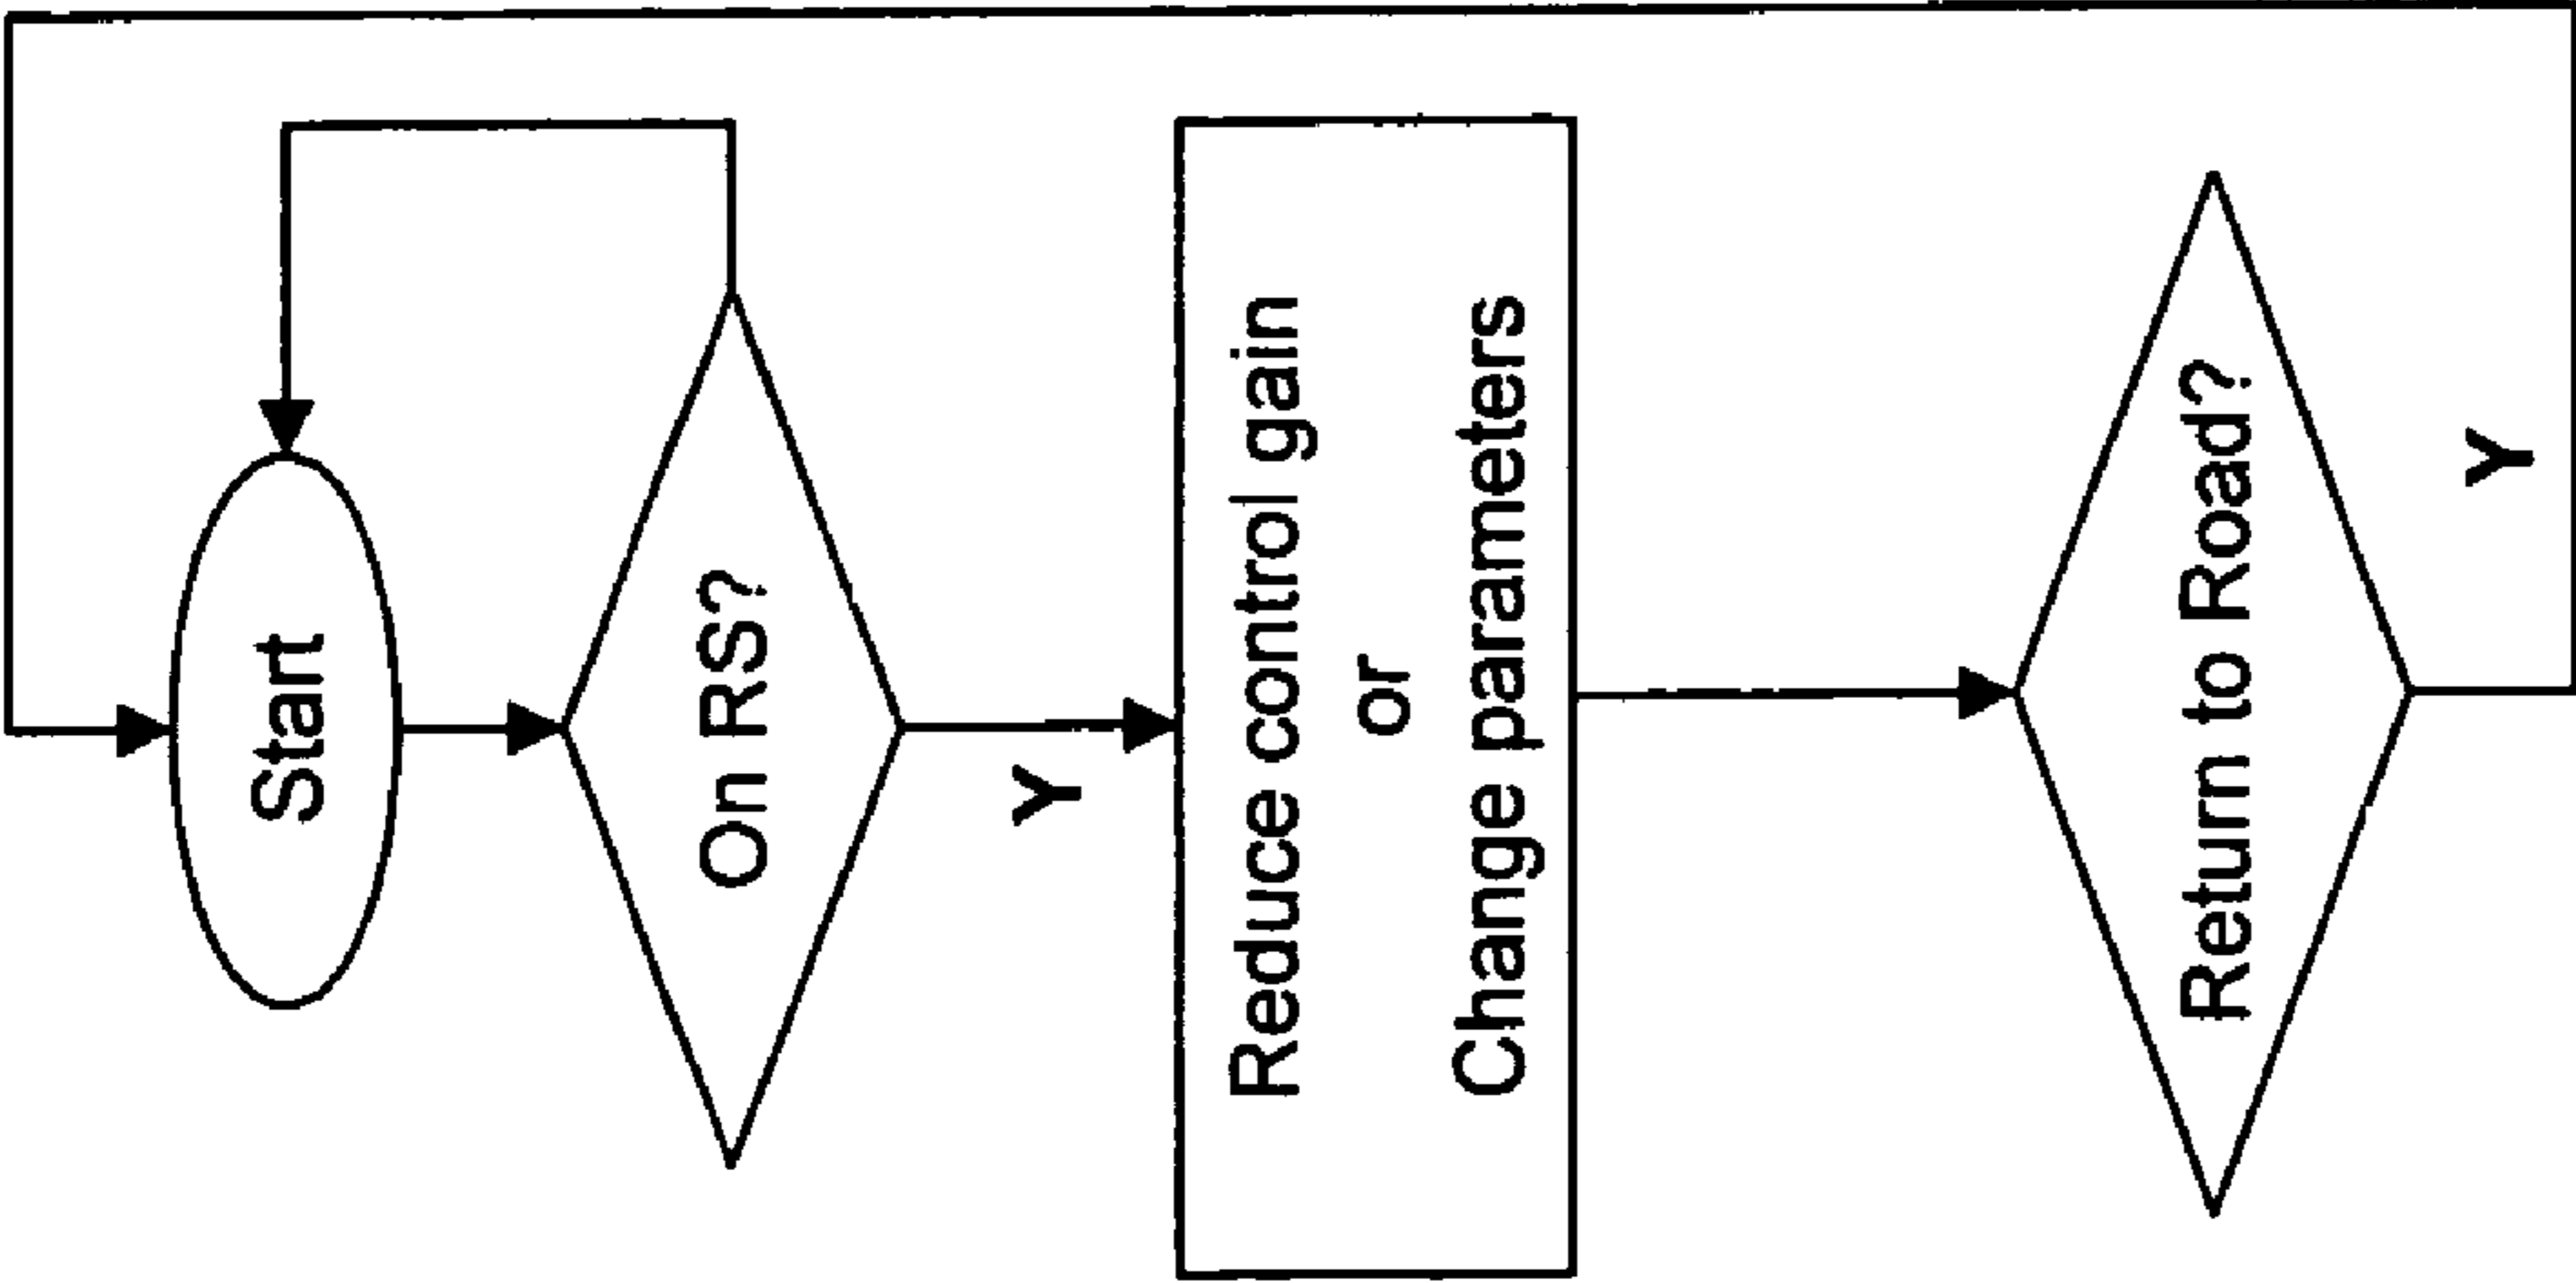 Start
On RS?
Y
Reduce control gain
or
Change parameters
Return to Road?
Y